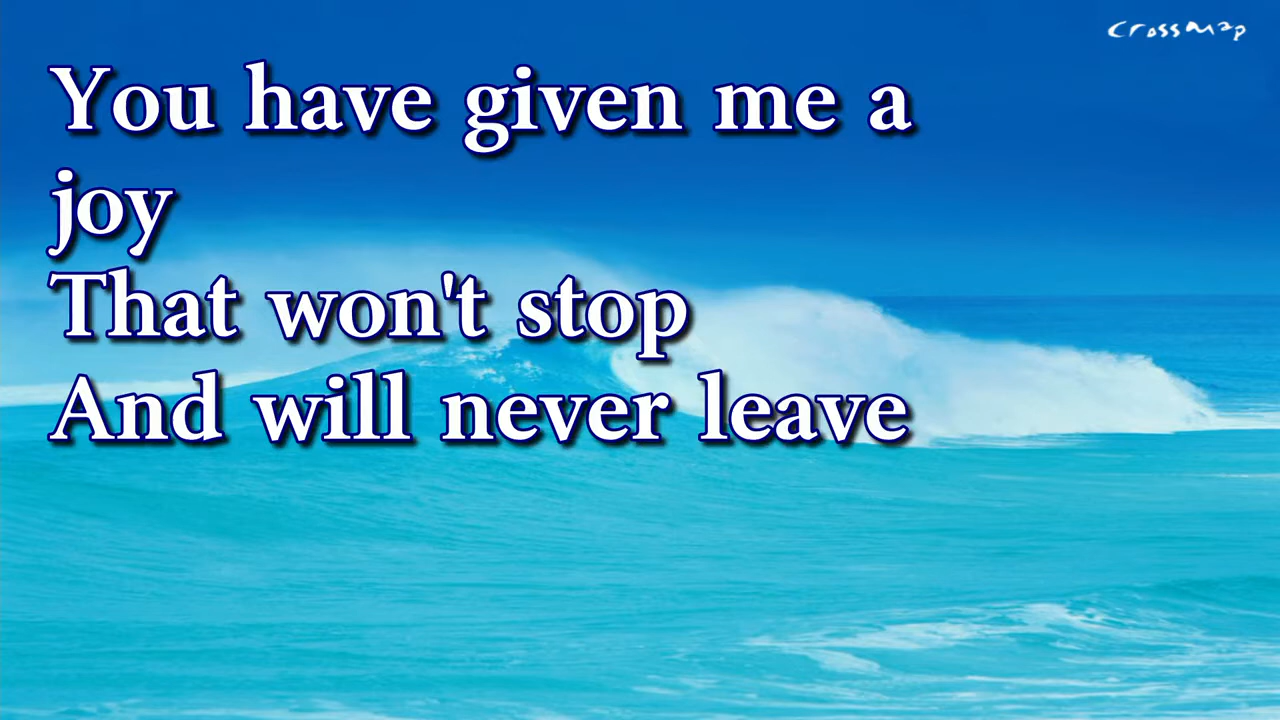 crossmap
You have given me a
joy
That won't stop
And will never leave